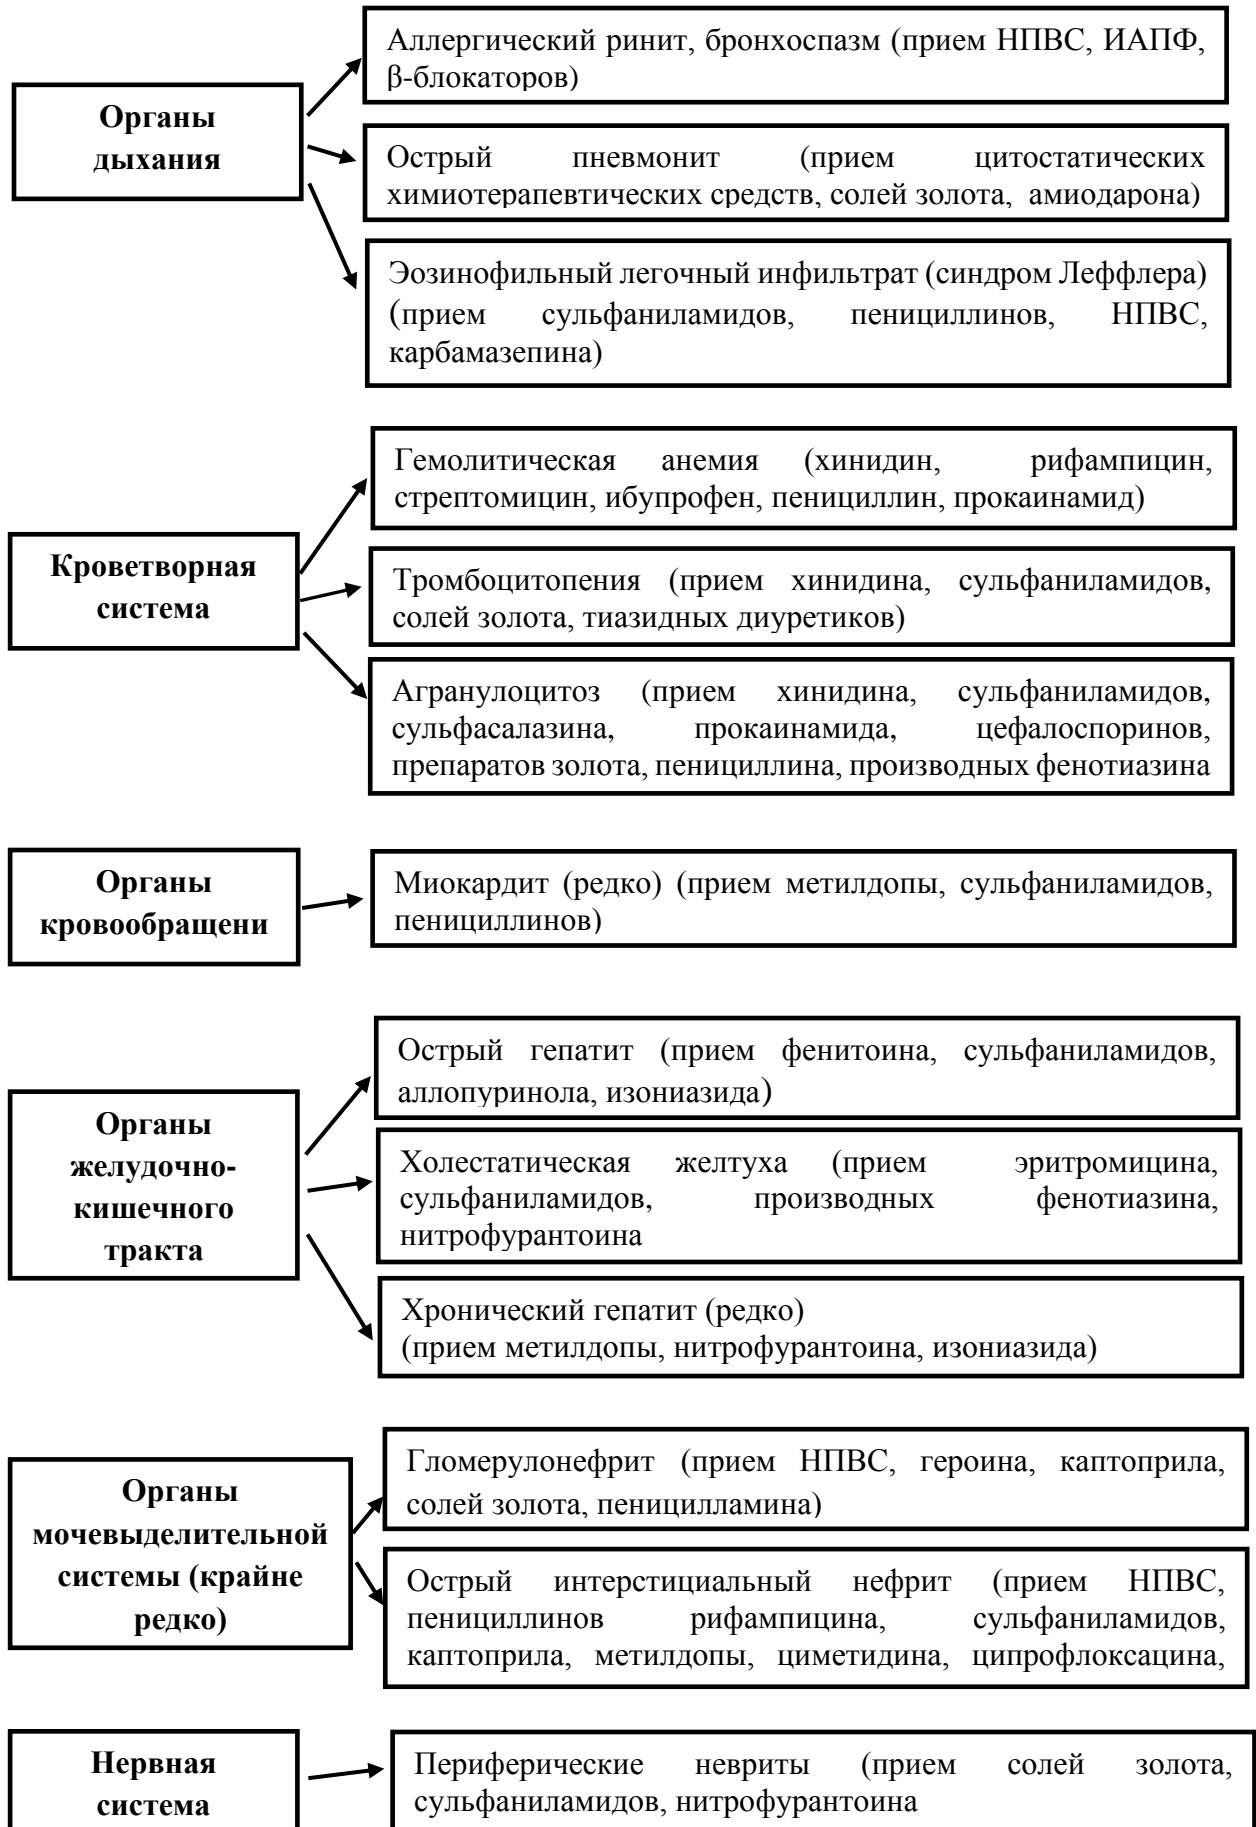 Аллергический ринит, бронхоспазм (прием НПВС, ИАПФ,
β-блокаторов)
Органы
дыхания
Острый пневмонит (прием цитостатических
химиотерапевтических средств, солей золота, амиодарона)
Эозинофильный легочный инфильтрат (синдром Леффлера)
(прием сульфаниламидов, пенициллинов, НПВС,
карбамазепина)
Гемолитическая анемия (хинидин, рифампицин,
стрептомицин, ибупрофен, пенициллин, прокаинамид)
Кроветворная
система
Тромбоцитопения (прием хинидина, сульфаниламидов,
солей золота, тиазидных диуретиков)
Агранулоцитоз (прием хинидина, сульфаниламидов,
сульфасалазина, прокаинамида, цефалоспоринов,
препаратов золота, пенициллина, производных фенотиазина
Органы
кровообращени
Миокардит (редко) (прием метилдопы, сульфаниламидов,
пенициллинов)
Острый гепатит (прием фенитоина, сульфаниламидов,
аллопуринола, изониазида)
Органы
желудочно-
кишечного
тракта
Холестатическая желтуха (прием эритромицина,
сульфаниламидов, производных фенотиазина,
нитрофурантоина
Хронический гепатит (редко)
(прием метилдопы, нитрофурантоина, изониазида)
Гломерулонефрит (прием НПВС, героина, каптоприла,
солей золота, пеницилламина)
Органы
мочевыделительной
системы (крайне
редко)
Острый интерстициальный нефрит (прием НПВС,
пенициллинов рифампицина, сульфаниламидов,
каптоприла, метилдопы, циметидина, ципрофлоксацина,
Нервная
система
Периферические невриты (прием солей золота,
сульфаниламидов, нитрофурантоина